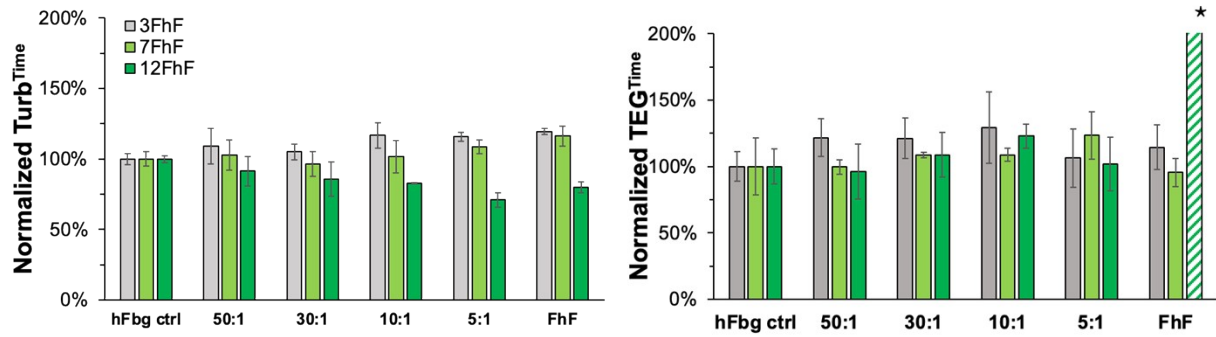 Normalized Turb^Time
200%
150%
100%
50%
0%
3FhF
7FhF
12FhF
hFbg ctrl 50:1 30:1 10:1 5:1 FhF
Normalized TEG^Time
200%
150%
100%
50%
0%
★
hFbg ctrl 50:1 30:1 10:1 5:1 FhF